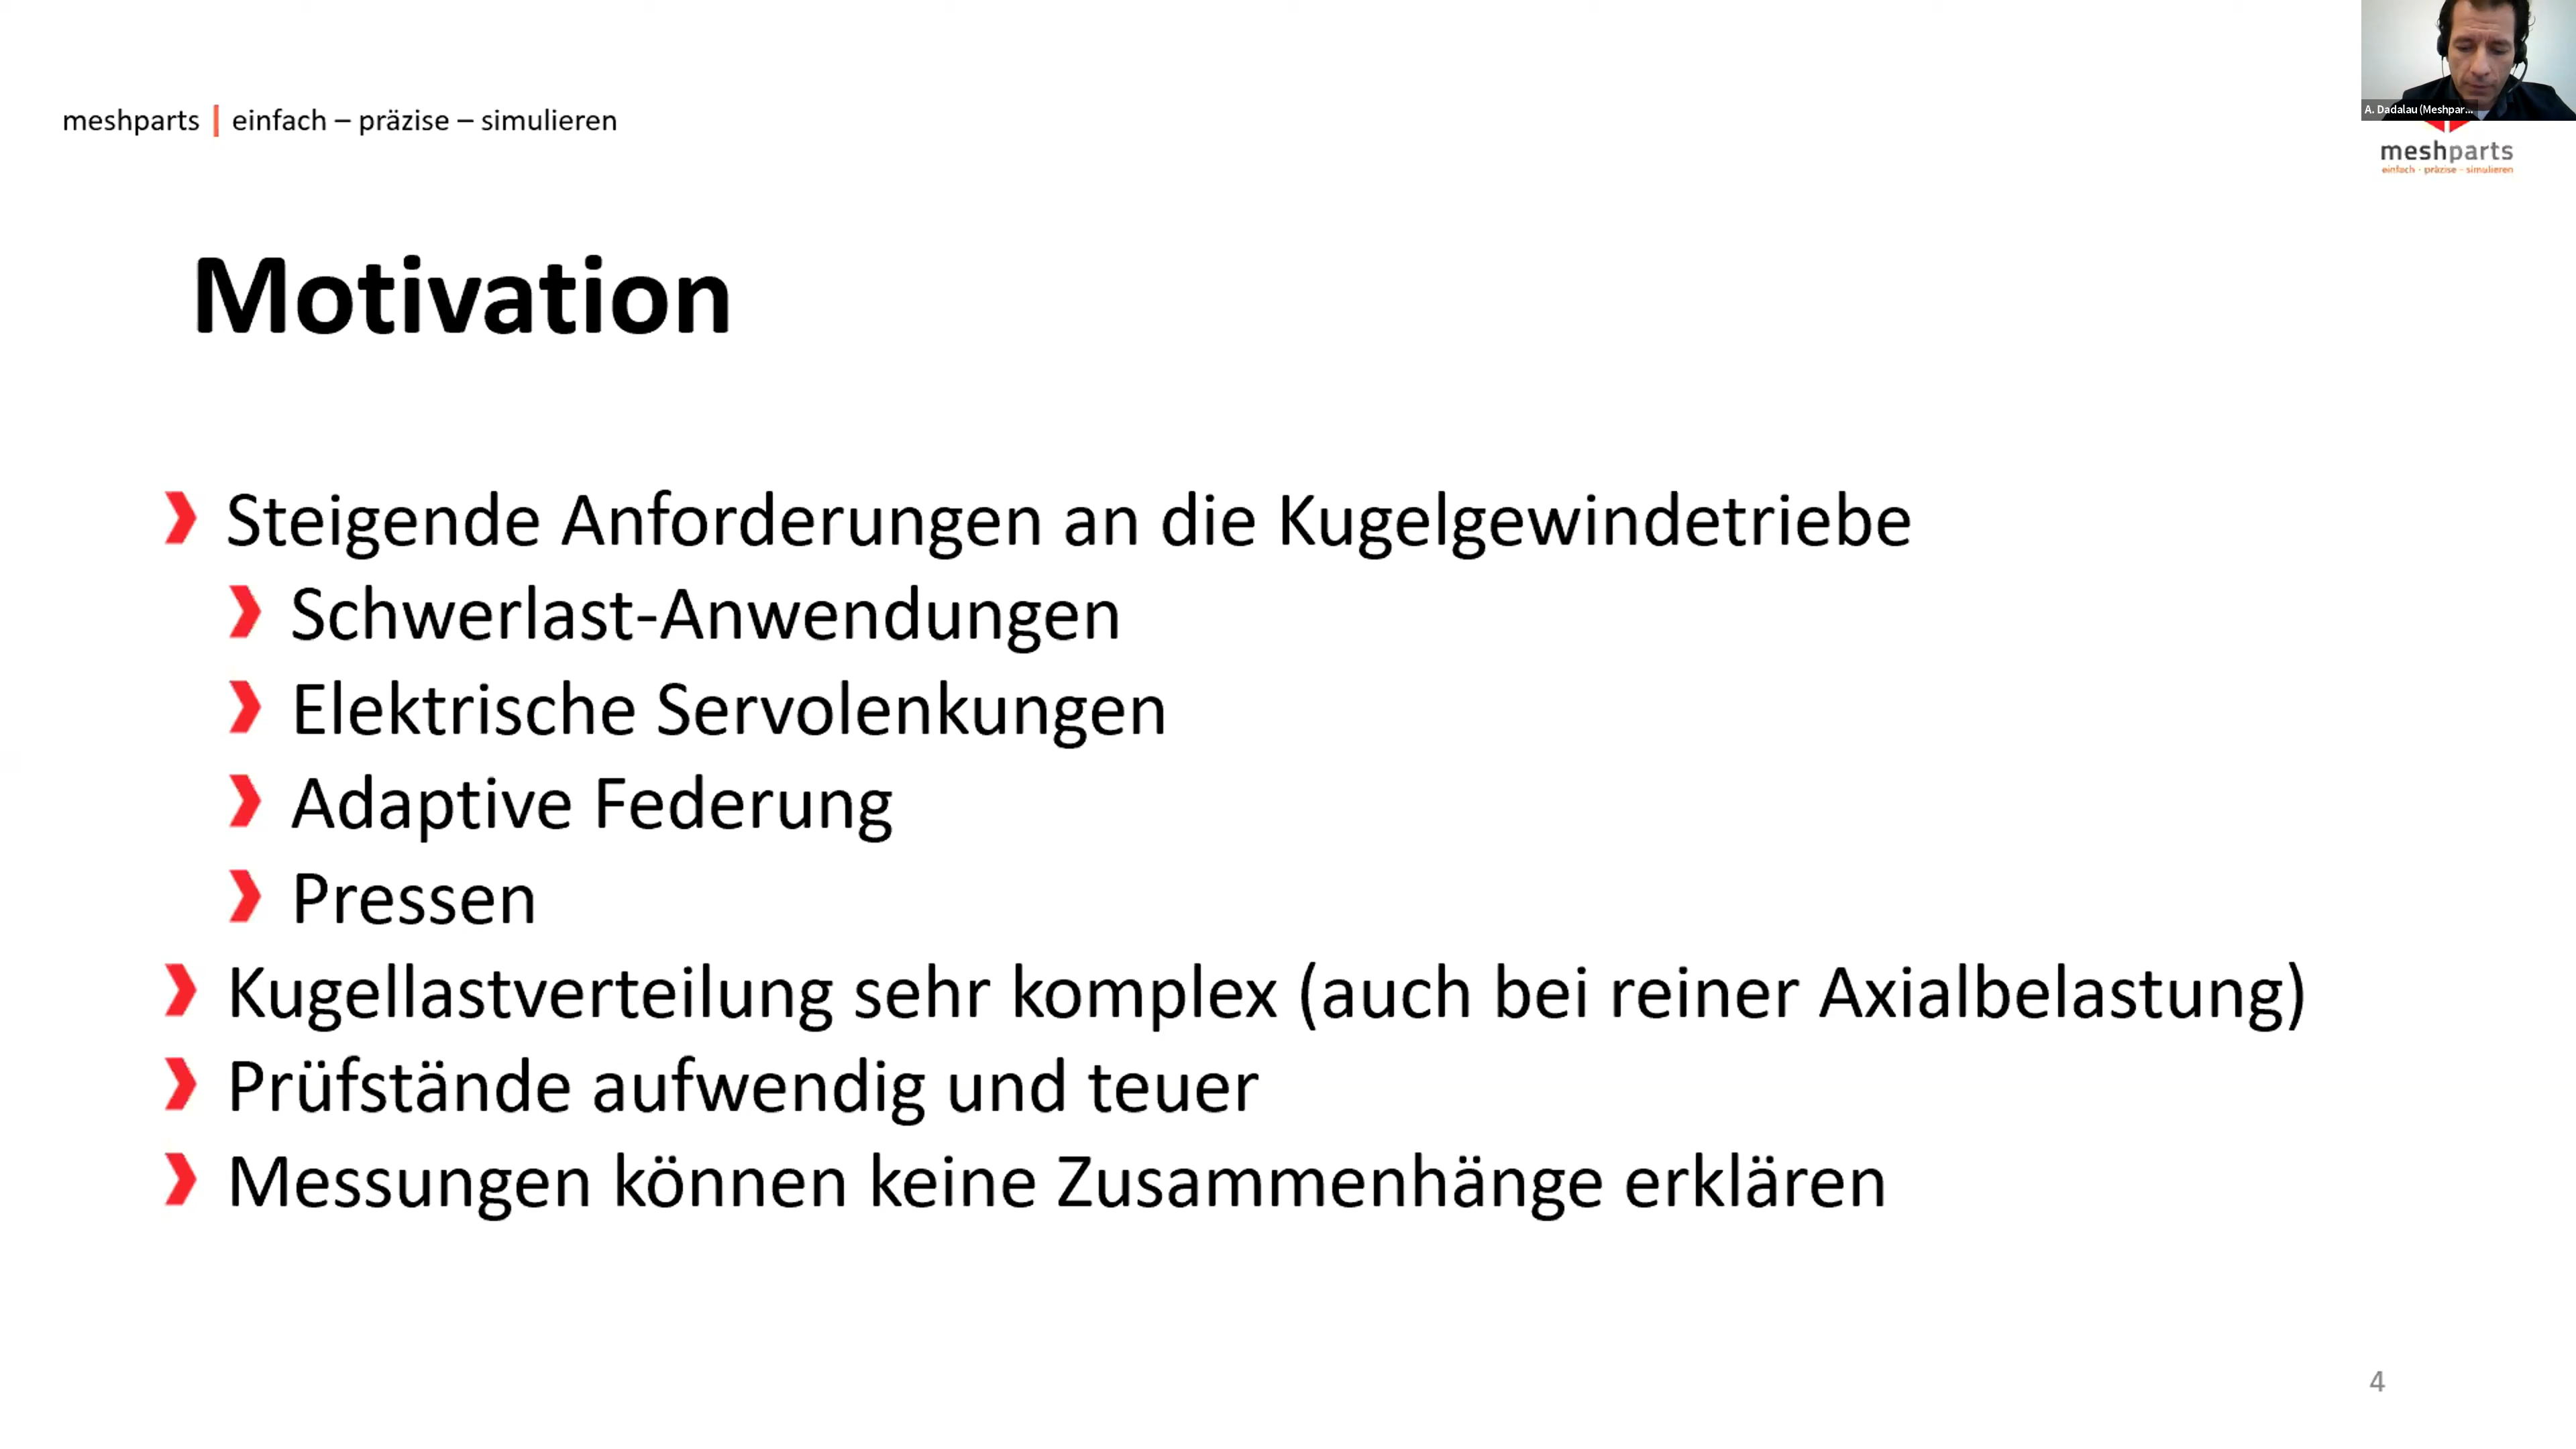 meshparts | einfach – präzise – simulieren
A. Dadalau (Meshpar...
meshparts
einfach - präzise - simulieren
Motivation
Steigende Anforderungen an die Kugelgewindetriebe
Schwerlast-Anwendungen
Elektrische Servolenkungen
Adaptive Federung
Pressen
Kugellastverteilung sehr komplex (auch bei reiner Axialbelastung)
Prüfstände aufwendig und teuer
Messungen können keine Zusammenhänge erklären
4